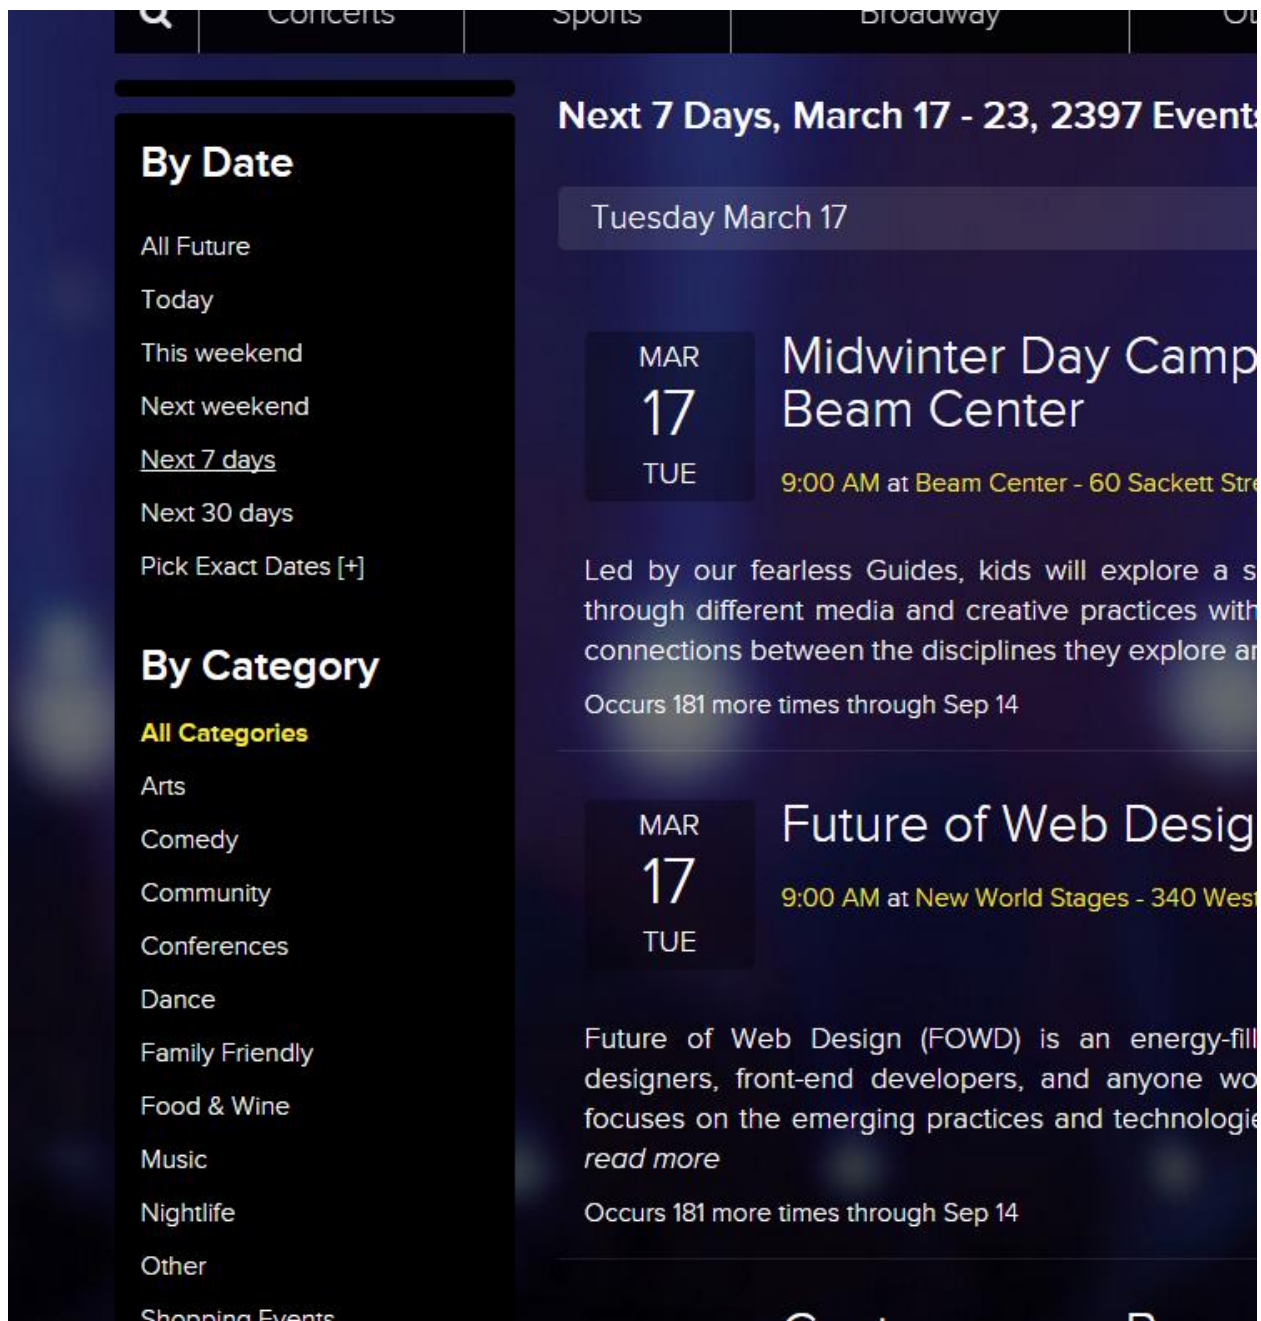 Concerts
Sports
Broadway
By Date
All Future
Today
This weekend
Next weekend
Next 7 days
Next 30 days
Pick Exact Dates [+]
By Category
All Categories
Arts
Comedy
Community
Conferences
Dance
Family Friendly
Food & Wine
Music
Nightlife
Other
Shopping Events
Next 7 Days, March 17 - 23, 2397 Events
Tuesday March 17
MAR
17
TUE
Midwinter Day Camp
Beam Center
9:00 AM at Beam Center - 60 Sackett Stre
Led by our fearless Guides, kids will explore a s
through different media and creative practices with
connections between the disciplines they explore
Occurs 181 more times through Sep 14
MAR
17
TUE
Future of Web Desig
9:00 AM at New World Stages - 340 West
Future of Web Design (FOWD) is an energy-fill
designers, front-end developers, and anyone wo
focuses on the emerging practices and technologie
read more
Occurs 181 more times through Sep 14